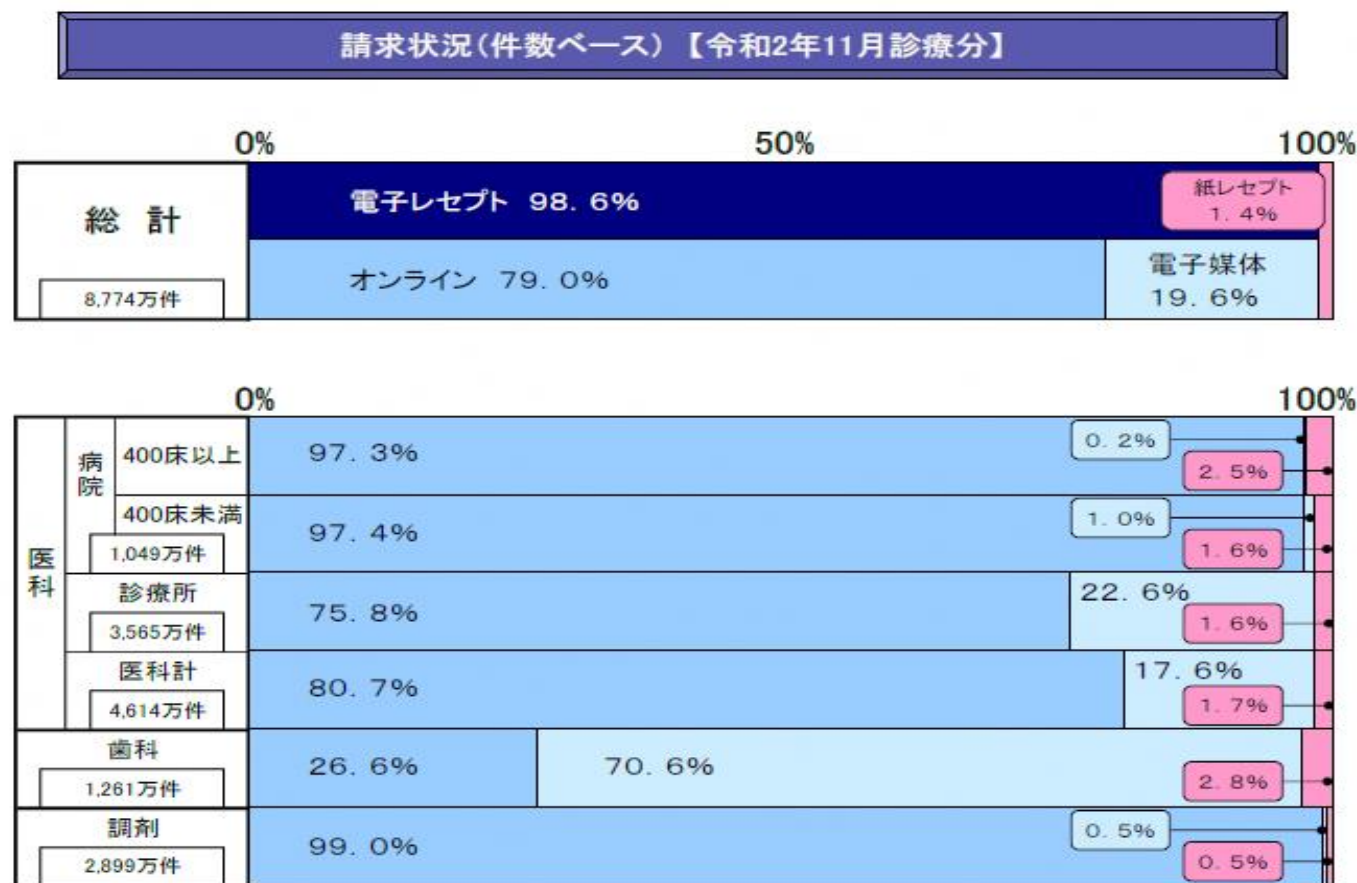 請求状況(件数ベース)【令和2年11月診療分】
0% 50% 100%
総 計
8,774万件
電子レセプト 98.6%
紙レセプト
1.4%
オンライン 79.0%
電子媒体
19.6%
0% 100%
医科
病院
400床以上
97.3%
0.2%
2.5%
400床未満
1,049万件
97.4%
1.0%
1.6%
診療所
3,565万件
75.8%
22.6%
1.6%
医科計
4,614万件
80.7%
17.6%
1.7%
歯科
1,261万件
26.6%
70.6%
2.8%
調剤
2,899万件
99.0%
0.5%
0.5%